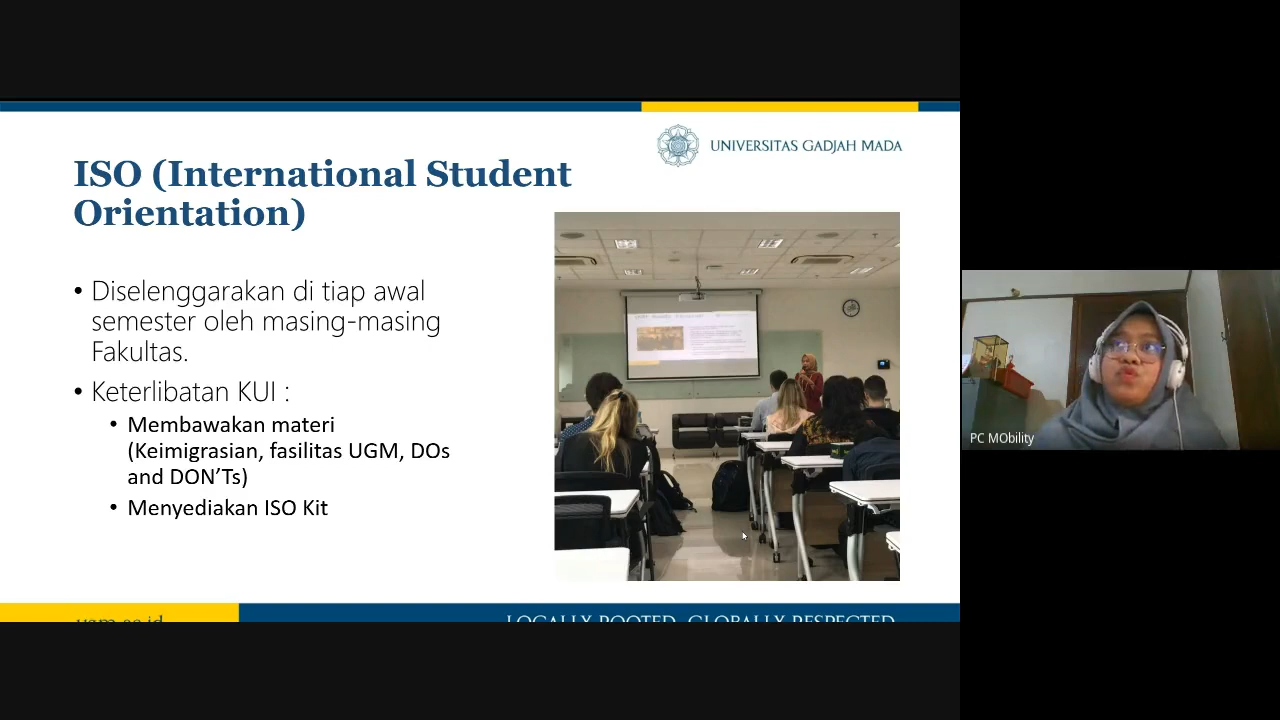 UNIVERSITAS GADJAH MADA
ISO (International Student
Orientation)
• Diselenggarakan di tiap awal
semester oleh masing-masing
Fakultas.
• Keterlibatan KUI :
• Membawakan materi
(Keimigrasian, fasilitas UGM, DOs
and DON’Ts)
• Menyediakan ISO Kit
ugm.ac.id
LOCALLY ROOTED, GLOBALLY RESPECTED
PC MObility